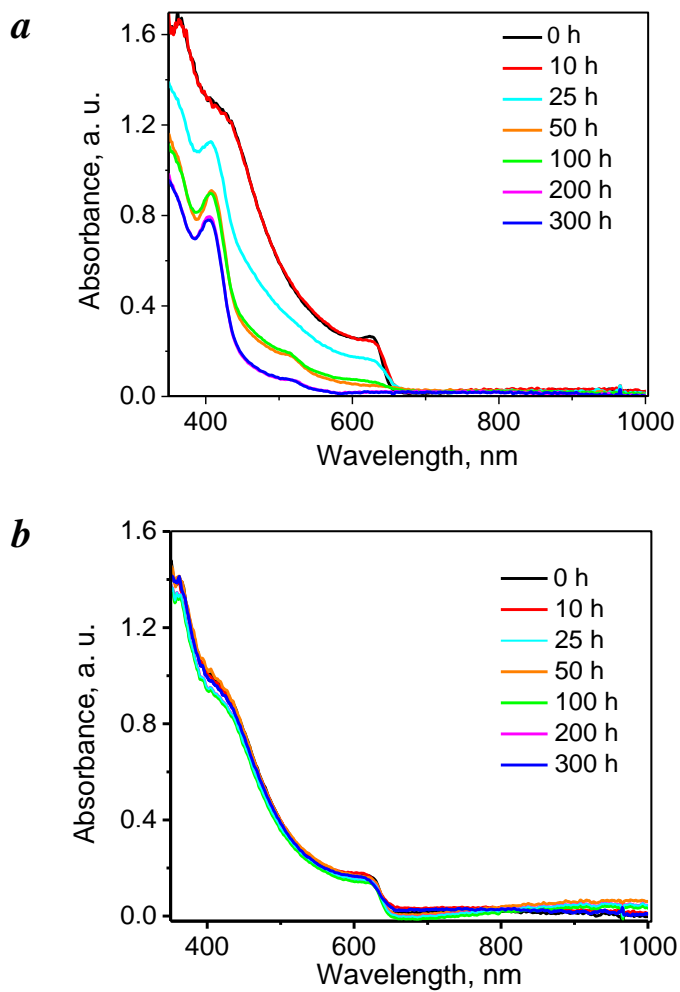 a
1.6
1.2
0.8
0.4
0.0
Absorbance, a. u.
0 h
10 h
25 h
50 h
100 h
200 h
300 h
400 600 800 1000
Wavelength, nm
b
1.6
1.2
0.8
0.4
0.0
Absorbance, a. u.
0 h
10 h
25 h
50 h
100 h
200 h
300 h
400 600 800 1000
Wavelength, nm